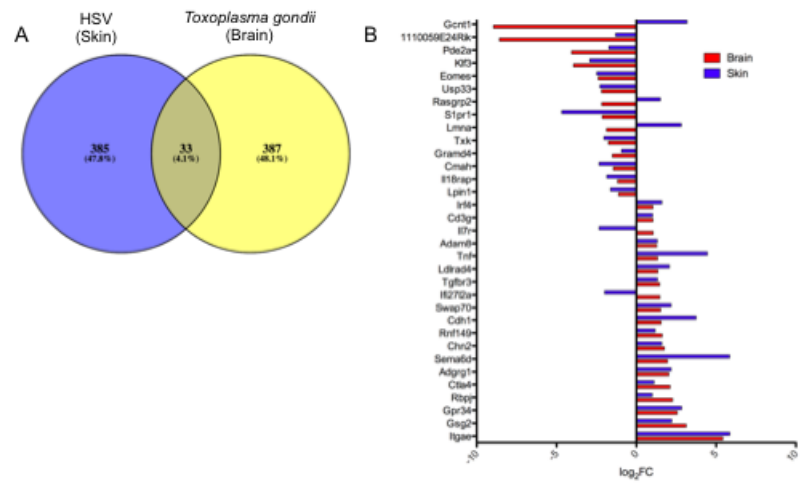 A
HSV
(Skin)
Toxoplasma gondii
(Brain)
385
(47.8%)
33
(4.1%)
387
(48.1%)
B
Gcnt1
1110059E24Rik
Pde2a
Klf3
Eomes
Usp33
Rasgrp2
S1pr1
Lmna
Txk
Gramd4
Cmah
Il18rap
Lpin1
Irf4
Cd3g
Il7r
Adam8
Tnf
Ldlrad4
Tgfbr3
Ifi27l2a
Swap70
Cdh1
Rnf149
Chn2
Sema6d
Adgrg1
Ctla4
Rbpj
Gpr34
Gsg2
Itgae
Brain
Skin
-10
-5
0
5
10
log2FC